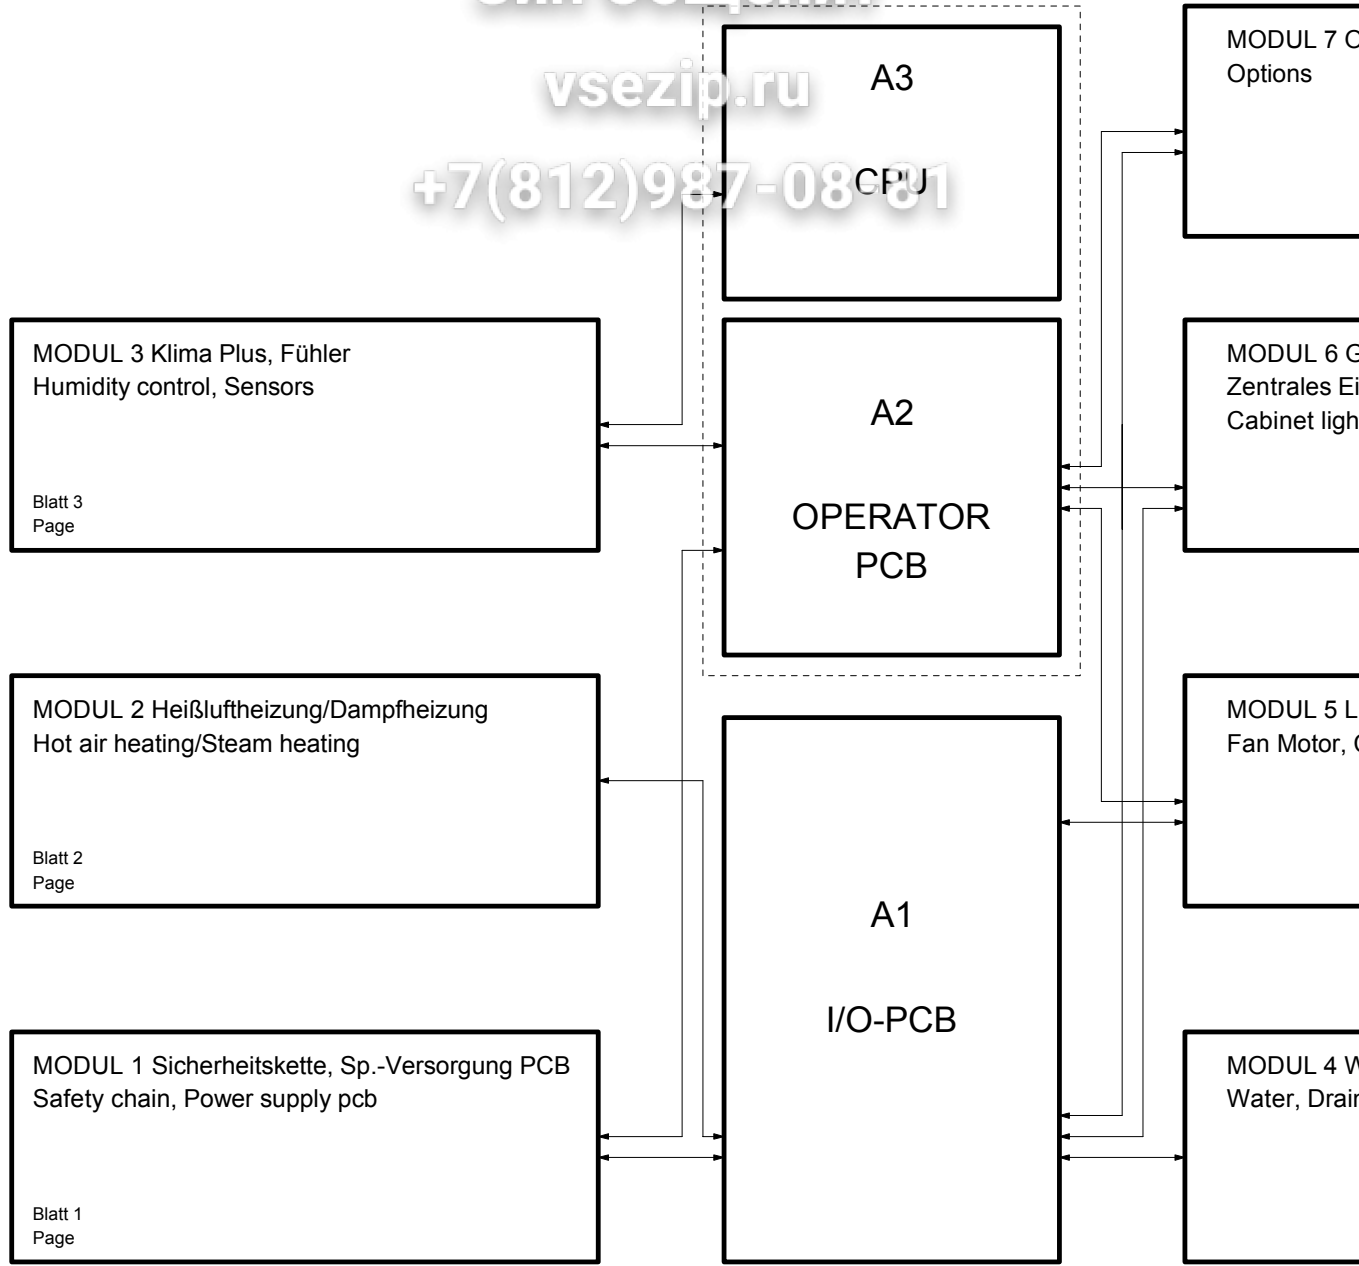 vsezip.ru
+7(812)987-08-81
A3
CPU
MODUL 7
Options
MODUL 3 Klima Plus, Fühler
Humidity control, Sensors
Blatt 3
Page
A2
OPERATOR
PCB
MODUL 6
Zentrales
Cabinet
MODUL 2 Heißluftheizung/Dampfheizung
Hot air heating/Steam heating
Blatt 2
Page
A1
I/O-PCB
MODUL 5
Fan Motor,
MODUL 1 Sicherheitskette, Sp.-Versorgung PCB
Safety chain, Power supply pcb
Blatt 1
Page
MODUL 4
Water,